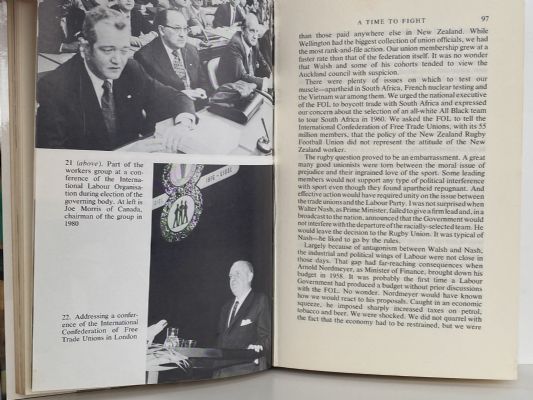 21 (above). Part of the
workers group at a con-
ference of the Internat-
ional Labour Organisa-
tion during election of the
governing body. At left is
Joe Morris of Canada,
chairman of the group in
1980
22. Addressing a confer-
ence of the International
Confederation of Free
Trade Unions in London
A TIME TO FIGHT 97
than those paid anywhere else in New Zealand. While
Wellington had the biggest collection of union officials, we had
the most rank-and-file action. Our union membership grew at a
faster rate than that of the federation itself. It was no wonder
that Walsh and some of his cohorts tended to view the
Auckland council with suspicion.
There were plenty of issues on which to test our
muscle—apartheid in South Africa, French nuclear testing and
the Vietnam war among them. We urged the national executive
of the FOL to boycott trade with South Africa and expressed
our concern about the selection of an all-white All Black team
to tour South Africa in 1960. We asked the FOL to tell the
International Confederation of Free Trade Unions, with its 55
million members, that the policy of the New Zealand Rugby
Football Union did not represent the attitude of the New
Zealand worker.
The rugby question proved to be an embarrassment. A great
many good unionists were torn between the moral issue of
prejudice and their ingrained love of the sport. Some leading
members would not support any type of political interference
with sport even though they found apartheid repugnant. And
effective action would have required unity on the issue between
the trade unions and the Labour Party. I was not surprised when
Walter Nash, as Prime Minister, failed to give a firm lead and, in a
broadcast to the nation, announced that the Government would
not interfere with the departure of the racially-selected team. He
would leave the decision to the Rugby Union. It was typical of
Nash—he liked to go by the rules.
Largely because of antagonism between Walsh and Nash,
the industrial and political wings of Labour were not close in
those days. That gap had far-reaching consequences when
Arnold Nordmeyer, as Minister of Finance, brought down his
budget in 1958. It was probably the first time a Labour
Government had produced a budget without prior discussions
with the FOL. No wonder. Nordmeyer would have known
how we would react to his proposals. Caught in an economic
squeeze, he imposed sharply increased taxes on petrol,
tobacco and beer. We were shocked. We did not quarrel with
the fact that the economy had to be restrained, but we were